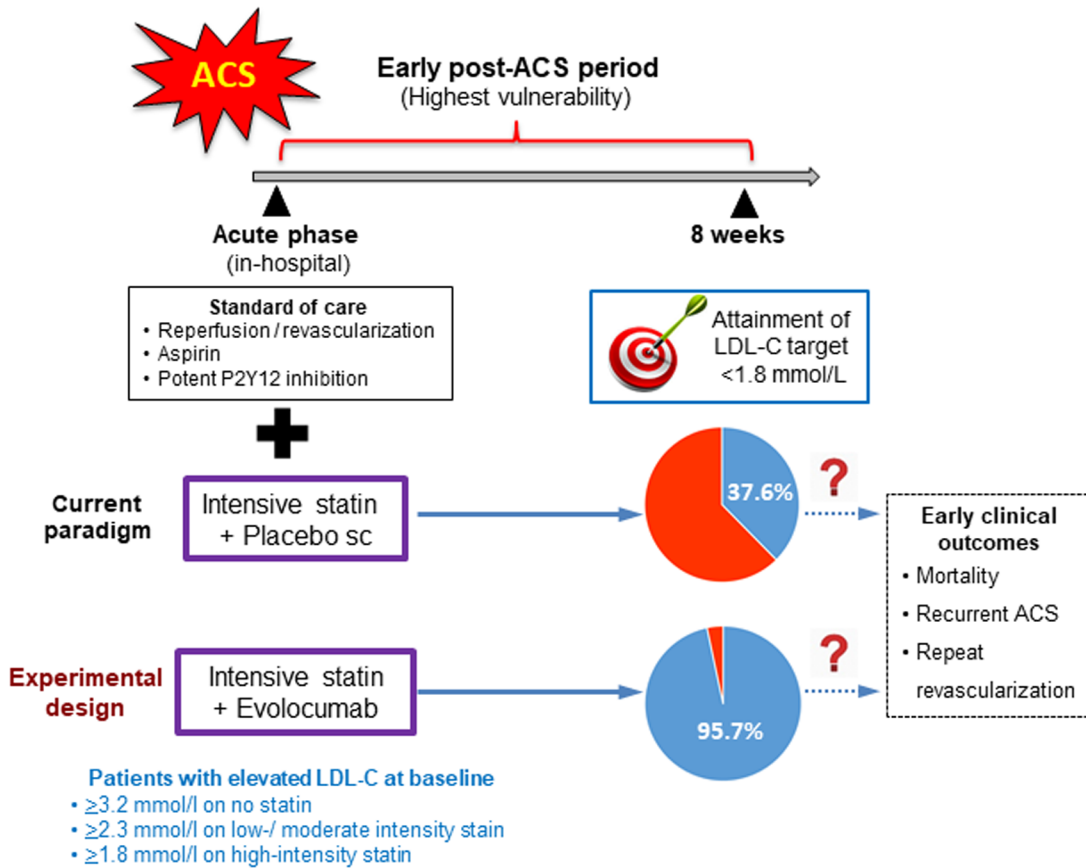 ACS
Early post-ACS period
(Highest vulnerability)
Acute phase
(in-hospital)
8 weeks
Standard of care
• Reperfusion / revascularization
• Aspirin
• Potent P2Y12 inhibition
Attainment of
LDL-C target
<1.8 mmol/L
Current
paradigm
Intensive statin
+ Placebo sc
37.6%
?
Early clinical
outcomes
• Mortality
• Recurrent ACS
• Repeat
revascularization
Experimental
design
Intensive statin
+ Evolocumab
95.7%
?
Patients with elevated LDL-C at baseline
• ≥3.2 mmol/l on no statin
• ≥2.3 mmol/l on low-/ moderate intensity stain
• ≥1.8 mmol/l on high-intensity statin